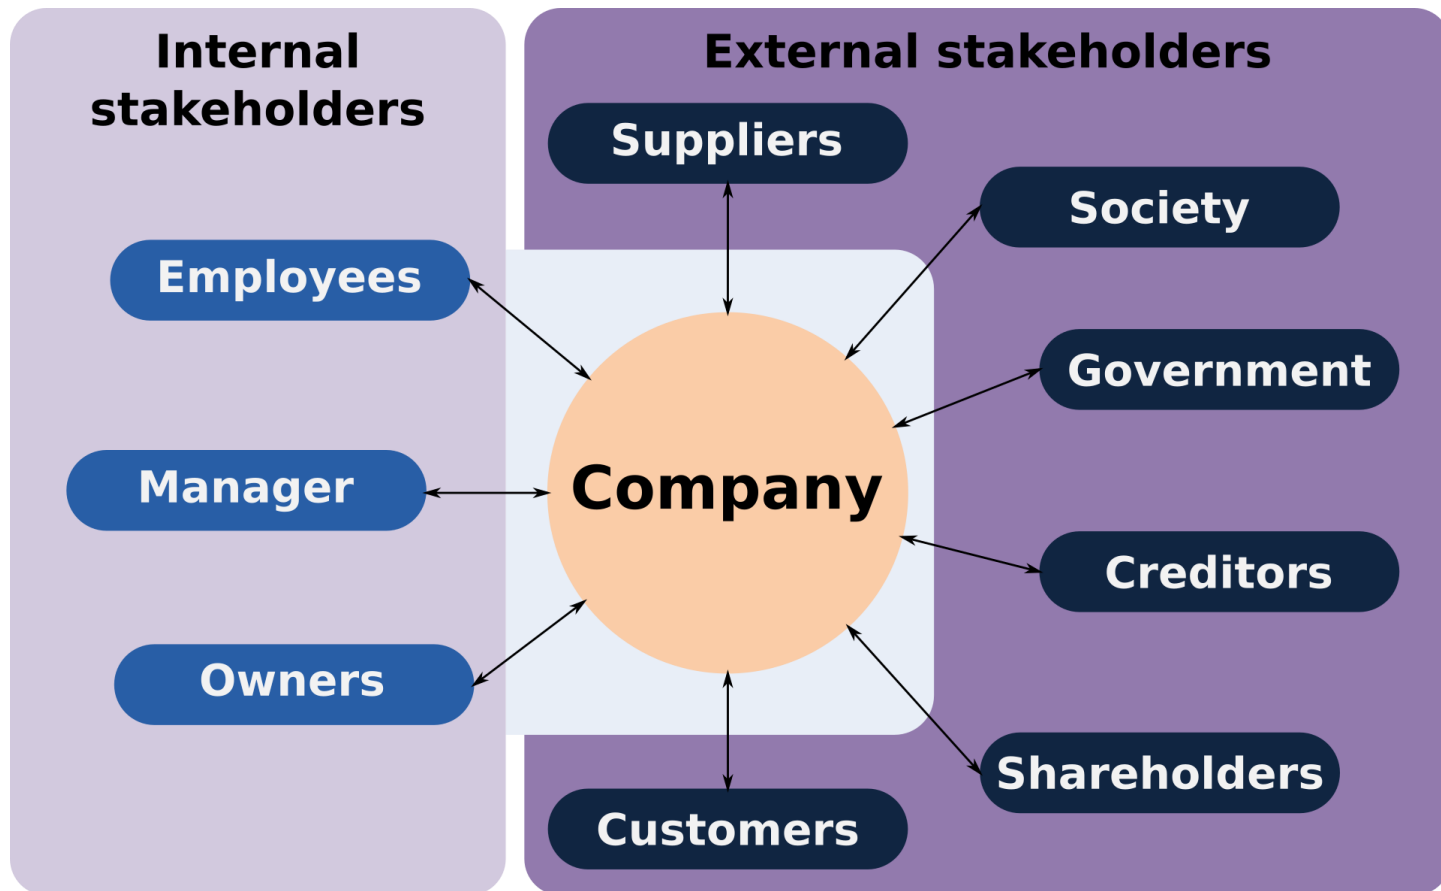 Internal
stakeholders
Employees
Manager
Owners
External stakeholders
Suppliers
Society
Government
Company
Creditors
Shareholders
Customers